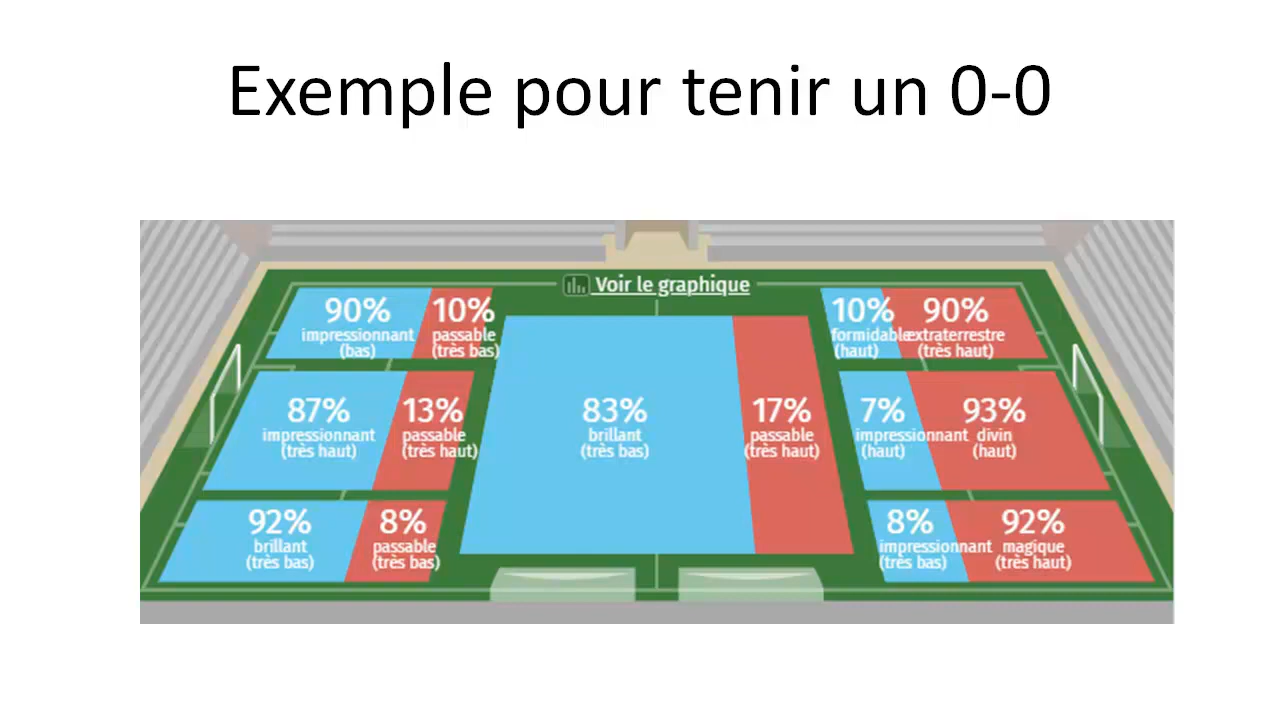 Exemple pour tenir un 0-0
Voir le graphique
90% 10%
impressionnant passable
(bas) (très bas)
10% 90%
formidable extraterrestre
(haut) (très haut)
87% 13%
impressionnant passable
(très haut) (très haut)
83% 17%
brillant passable
(très bas) (très haut)
7% 93%
impressionnant divin
(haut) (haut)
92% 8%
brillant passable
(très bas) (très bas)
8% 92%
impressionnant magique
(très bas) (très haut)